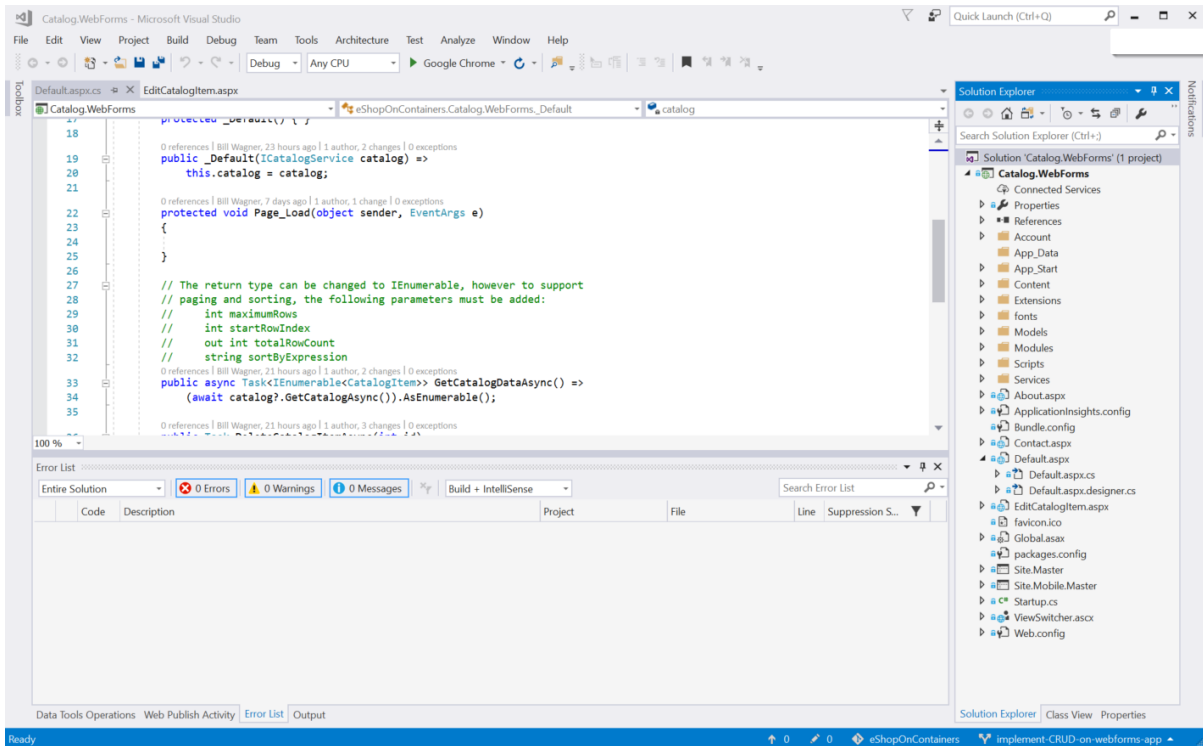 Catalog.WebForms - Microsoft Visual Studio
Quick Launch (Ctrl+Q)
File Edit View Project Build Debug Team Tools Architecture Test Analyze Window Help
Debug Any CPU Google Chrome
Toolbox
Default.aspx.cs EditCatalogItem.aspx
Catalog.WebForms eShopOnContainers.Catalog.WebForms._Default catalog
17 protected _Default() { }
18
0 references | Bill Wagner, 23 hours ago | 1 author, 2 changes | 0 exceptions
19 public _Default(ICatalogService catalog) =>
20 this.catalog = catalog;
21
0 references | Bill Wagner, 7 days ago | 1 author, 1 change | 0 exceptions
22 protected void Page_Load(object sender, EventArgs e)
23 {
24
25 }
26
27 // The return type can be changed to IEnumerable, however to support
28 // paging and sorting, the following parameters must be added:
29 // int maximumRows
30 // int startRowIndex
31 // out int totalRowCount
32 // string sortByExpression
0 references | Bill Wagner, 21 hours ago | 1 author, 2 changes | 0 exceptions
33 public async Task<IEnumerable<CatalogItem>> GetCatalogDataAsync() =>
34 (await catalog?.GetCatalogAsync()).AsEnumerable();
35
0 references | Bill Wagner, 21 hours ago | 1 author, 3 changes | 0 exceptions
100 %
Error List
Entire Solution 0 Errors 0 Warnings 0 Messages Build + IntelliSense Search Error List
Code Description Project File Line Suppression S...
Data Tools Operations Web Publish Activity Error List Output
Solution Explorer
Search Solution Explorer (Ctrl+;)
Solution 'Catalog.WebForms' (1 project)
Catalog.WebForms
Connected Services
Properties
References
Account
App_Data
App_Start
Content
Extensions
fonts
Models
Modules
Scripts
Services
About.aspx
ApplicationInsights.config
Bundle.config
Contact.aspx
Default.aspx
Default.aspx.cs
Default.aspx.designer.cs
EditCatalogItem.aspx
favicon.ico
Global.asax
packages.config
Site.Master
Site.Mobile.Master
Startup.cs
ViewSwitcher.ascx
Web.config
Solution Explorer Class View Properties
Notifications
Ready 0 0 eShopOnContainers implement-CRUD-on-webforms-app